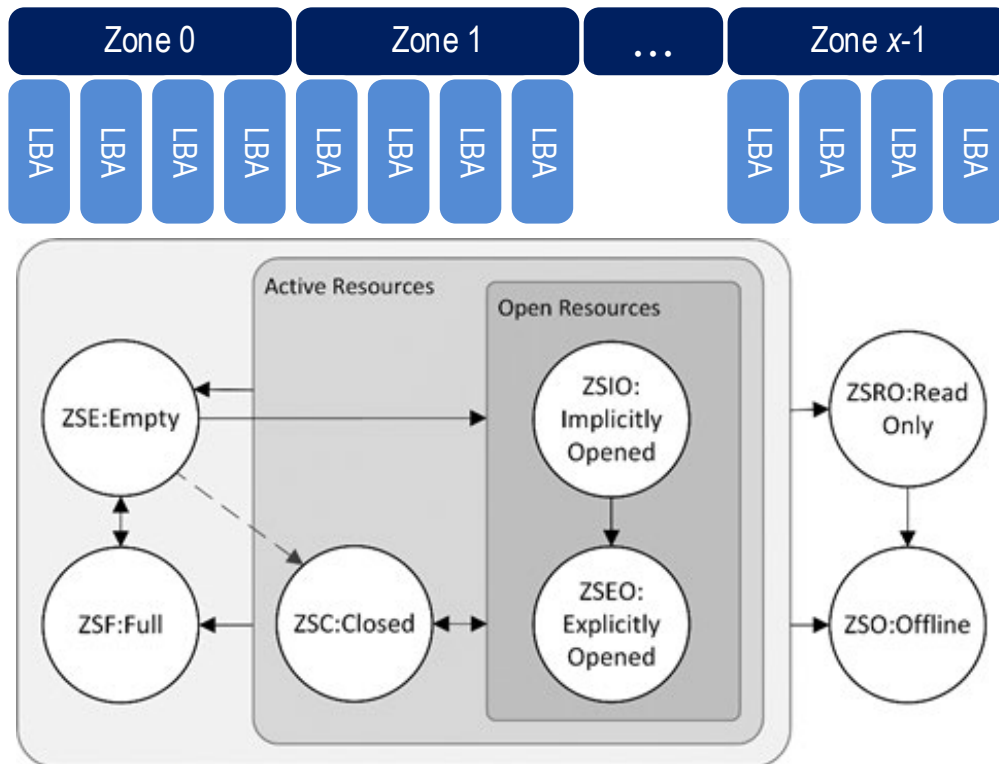 Zone 0
Zone 1
...
Zone x-1
LBA
LBA
LBA
LBA
LBA
LBA
LBA
LBA
LBA
LBA
LBA
LBA
Active Resources
Open Resources
ZSE:Empty
ZSIO:
Implicitly
Opened
ZSRO:Read
Only
ZSF:Full
ZSC:Closed
ZSEO:
Explicitly
Opened
ZSO:Offline